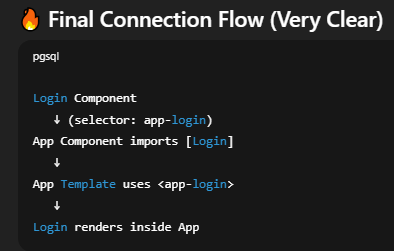 🔥 Final Connection Flow (Very Clear)
pgsql
Login Component
↓ (selector: app-login)
App Component imports [Login]
↓
App Template uses <app-login>
↓
Login renders inside App